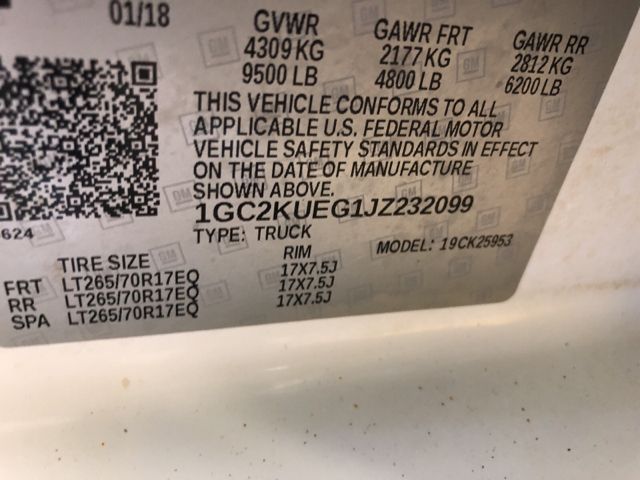 01/18
GVWR GAWR FRT GAWR RR
4309 KG 2177 KG 2812 KG
9500 LB 4800 LB 6200 LB
THIS VEHICLE CONFORMS TO ALL
APPLICABLE U.S. FEDERAL MOTOR
VEHICLE SAFETY STANDARDS IN EFFECT
ON THE DATE OF MANUFACTURE
SHOWN ABOVE.
1GC2KUEG1JZ232099
624
TYPE: TRUCK MODEL: 19CK25953
TIRE SIZE RIM
FRT LT265/70R17EQ 17X7.5J
RR LT265/70R17EQ 17X7.5J
SPA LT265/70R17EQ 17X7.5J